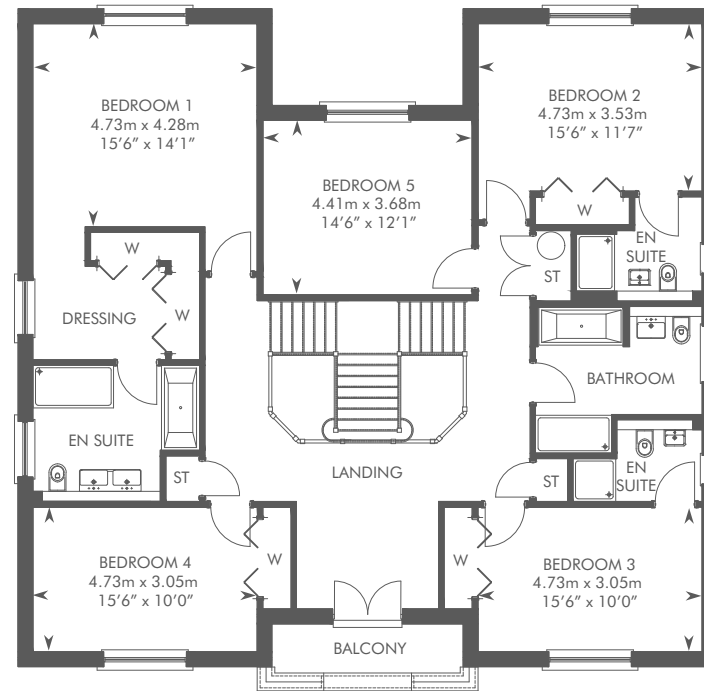 BEDROOM 1
4.73m x 4.28m
15’6” x 14’1”
BEDROOM 2
4.73m x 3.53m
15’6” x 11’7”
BEDROOM 5
4.41m x 3.68m
14’6” x 12’1”
W
W
EN
SUITE
ST
W
DRESSING
W
BATHROOM
EN SUITE
LANDING
ST
ST
EN
SUITE
BEDROOM 4
4.73m x 3.05m
15’6” x 10’0”
W
W
BEDROOM 3
4.73m x 3.05m
15’6” x 10’0”
BALCONY